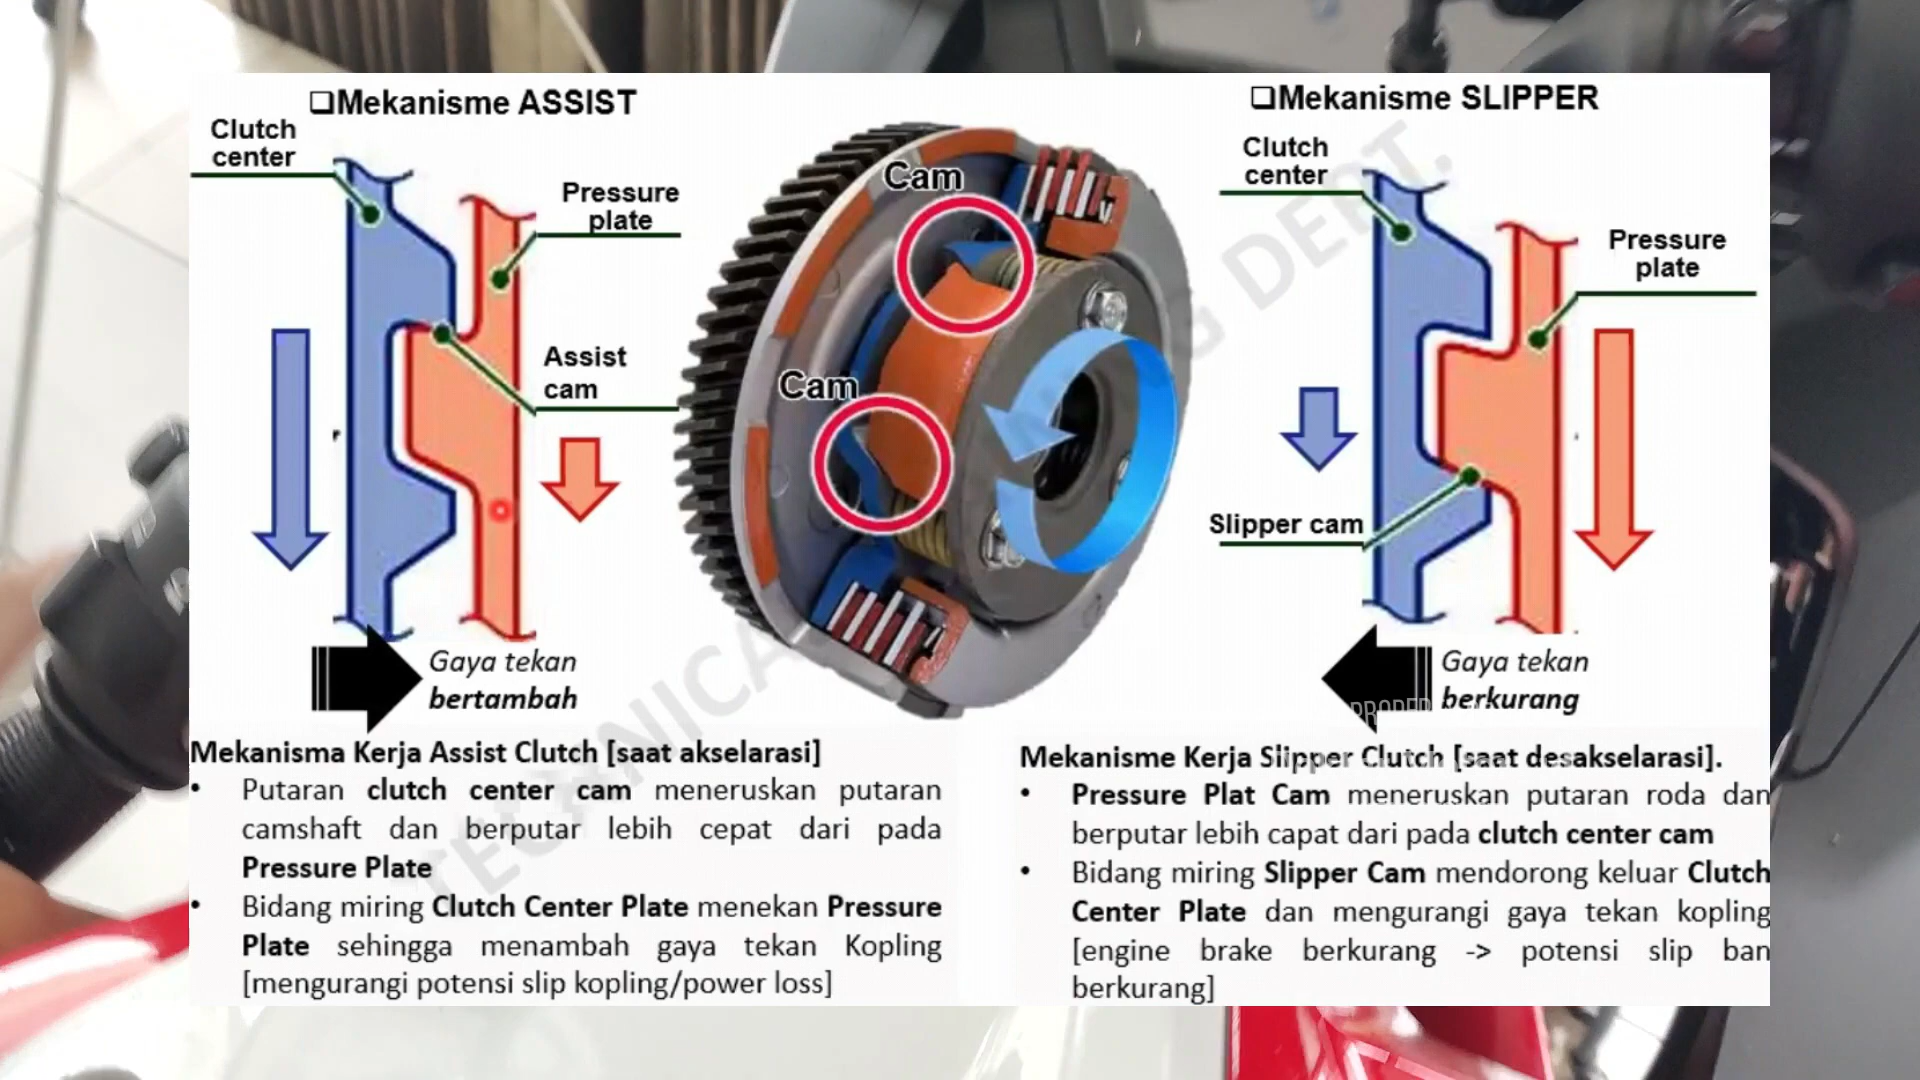 ❑Mekanisme ASSIST
Clutch
center
Pressure
plate
Assist
cam
Gaya tekan
bertambah
Cam
Cam
❑Mekanisme SLIPPER
Clutch
center
Pressure
plate
Slipper cam
Gaya tekan
berkurang
Mekanisma Kerja Assist Clutch [saat akselarasi]
• Putaran clutch center cam meneruskan putaran
camshaft dan berputar lebih cepat dari pada
Pressure Plate
• Bidang miring Clutch Center Plate menekan Pressure
Plate sehingga menambah gaya tekan Kopling
[mengurangi potensi slip kopling/power loss]
Mekanisme Kerja Slipper Clutch [saat desakselarasi].
• Pressure Plat Cam meneruskan putaran roda dan
berputar lebih capat dari pada clutch center cam
• Bidang miring Slipper Cam mendorong keluar Clutch
Center Plate dan mengurangi gaya tekan kopling
[engine brake berkurang -> potensi slip ban
berkurang]